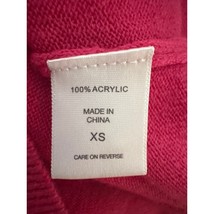 100% ACRYLIC
MADE IN
CHINA
XS
CARE ON REVERSE